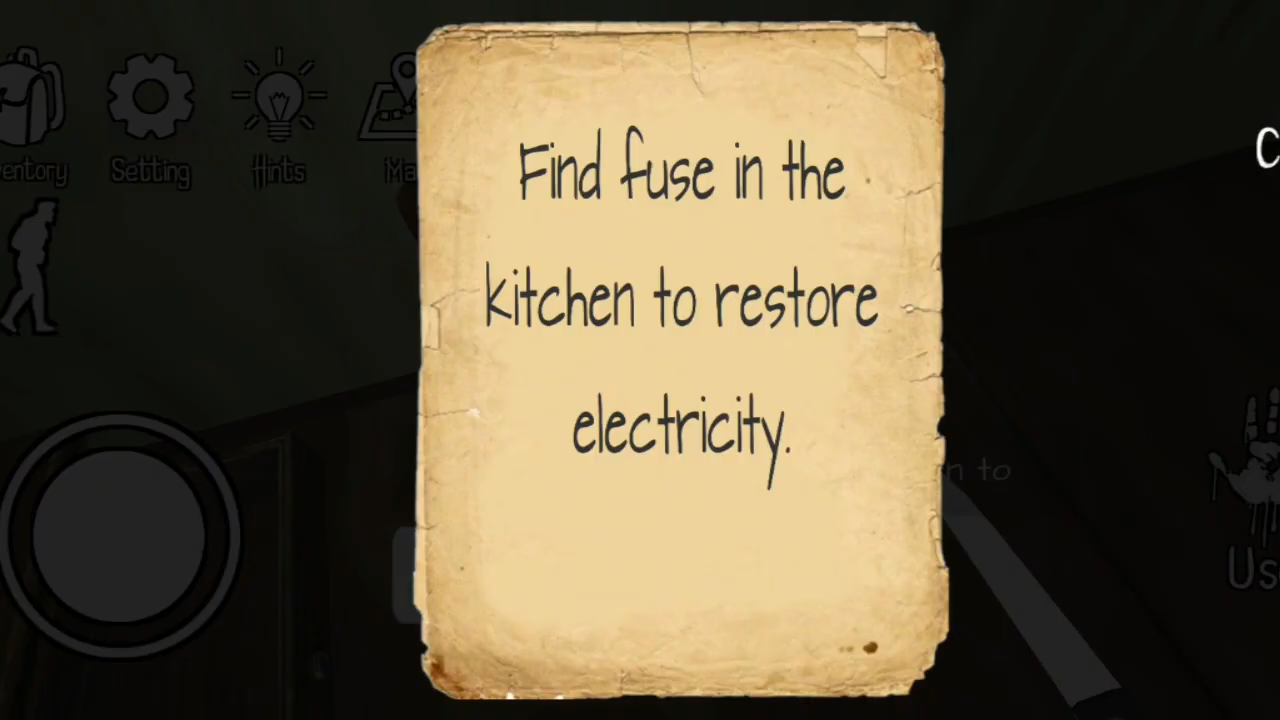 Setting
Hints
Find fuse in the
kitchen to restore
electricity.